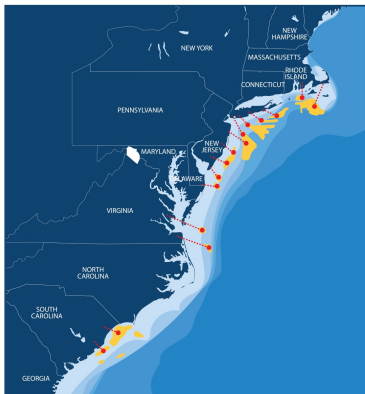 NEW
HAMPSHIRE
NEW YORK
MASSACHUSETTS
RHODE
ISLAND
CONNECTICUT
PENNSYLVANIA
NEW
JERSEY
MARYLAND
DELAWARE
VIRGINIA
NORTH
CAROLINA
SOUTH
CAROLINA
GEORGIA